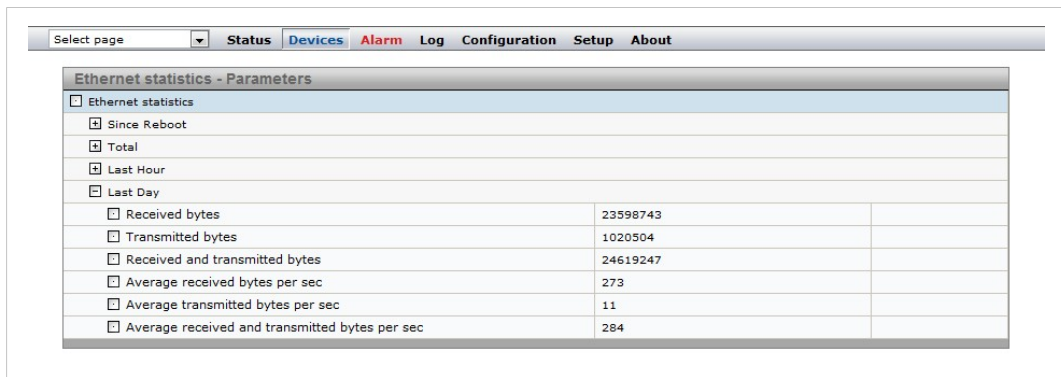 Select page Status Devices Alarm Log Configuration Setup About
Ethernet statistics - Parameters
Ethernet statistics
Since Reboot
Total
Last Hour
Last Day
Received bytes 23598743
Transmitted bytes 1020504
Received and transmitted bytes 24619247
Average received bytes per sec 273
Average transmitted bytes per sec 11
Average received and transmitted bytes per sec 284